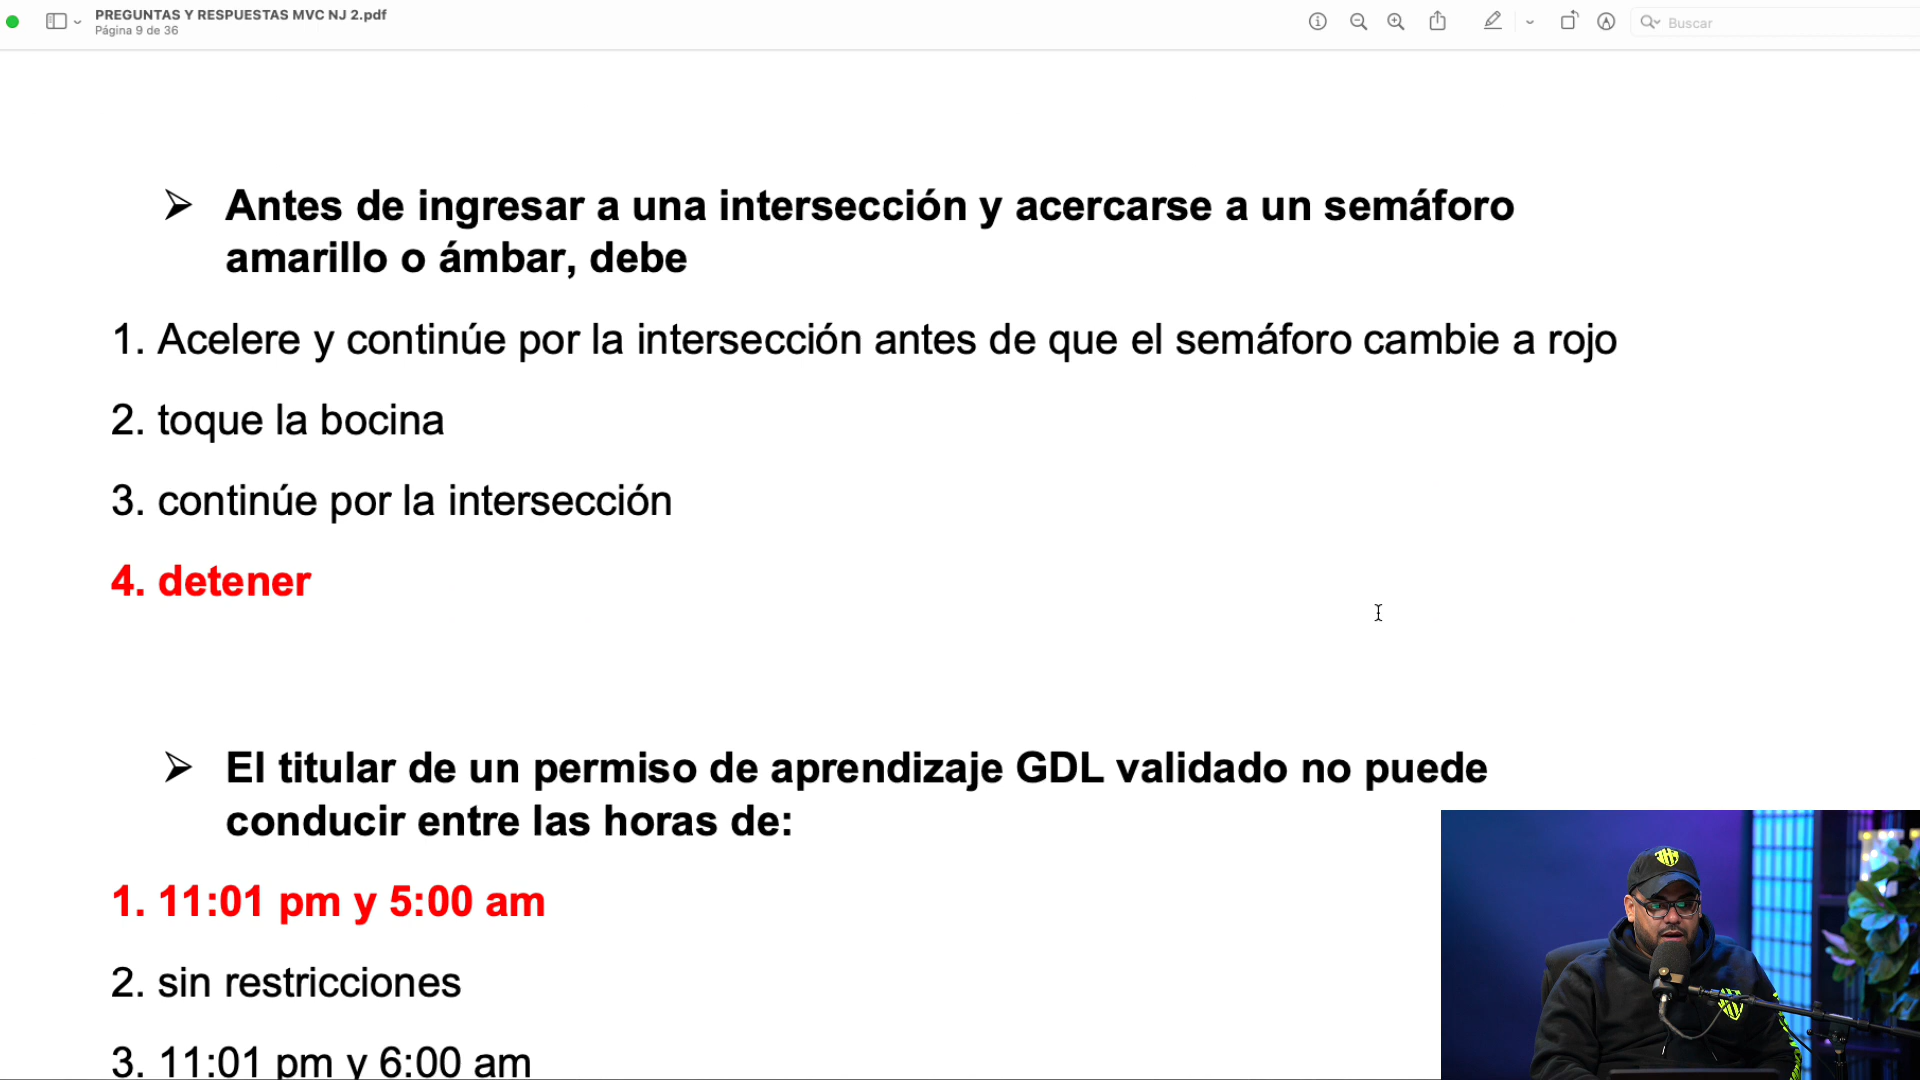 PREGUNTAS Y RESPUESTAS MVC NJ 2.pdf
Página 9 de 36
Buscar
➢ Antes de ingresar a una intersección y acercarse a un semáforo
amarillo o ámbar, debe
1. Acelere y continúe por la intersección antes de que el semáforo cambie a rojo
2. toque la bocina
3. continúe por la intersección
4. detener
➢ El titular de un permiso de aprendizaje GDL validado no puede
conducir entre las horas de:
1. 11:01 pm y 5:00 am
2. sin restricciones
3. 11:01 pm y 6:00 am